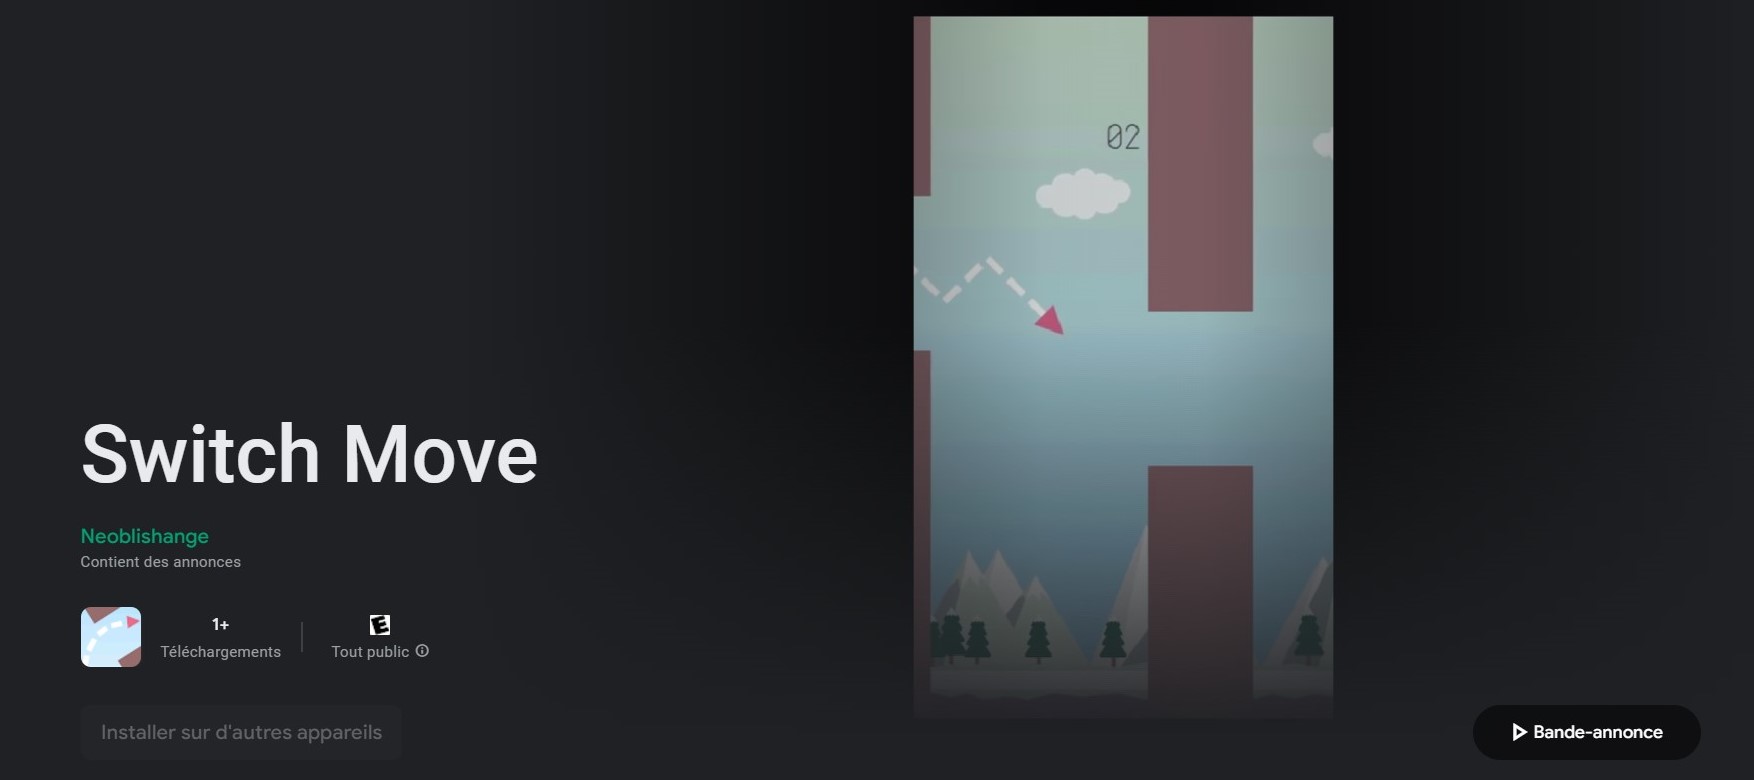 02
Switch Move
Neoblishange
Contient des annonces
1+
Téléchargements
E
Tout public
Installer sur d'autres appareils
Bande-annonce